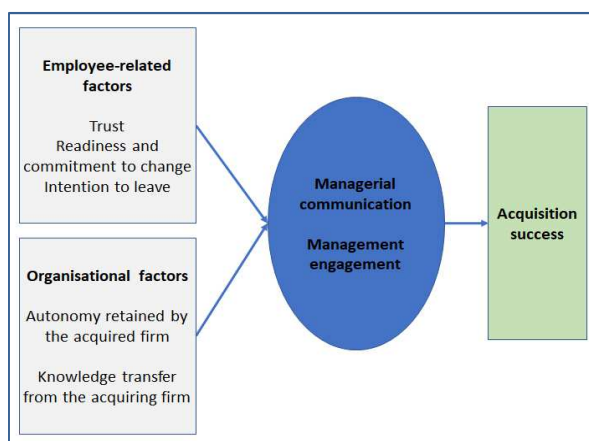 Employee-related
factors
Trust
Readiness and
commitment to change
Intention to leave
Organisational factors
Autonomy retained by
the acquired firm
Knowledge transfer
from the acquiring firm
Managerial
communication
Management
engagement
Acquisition
success